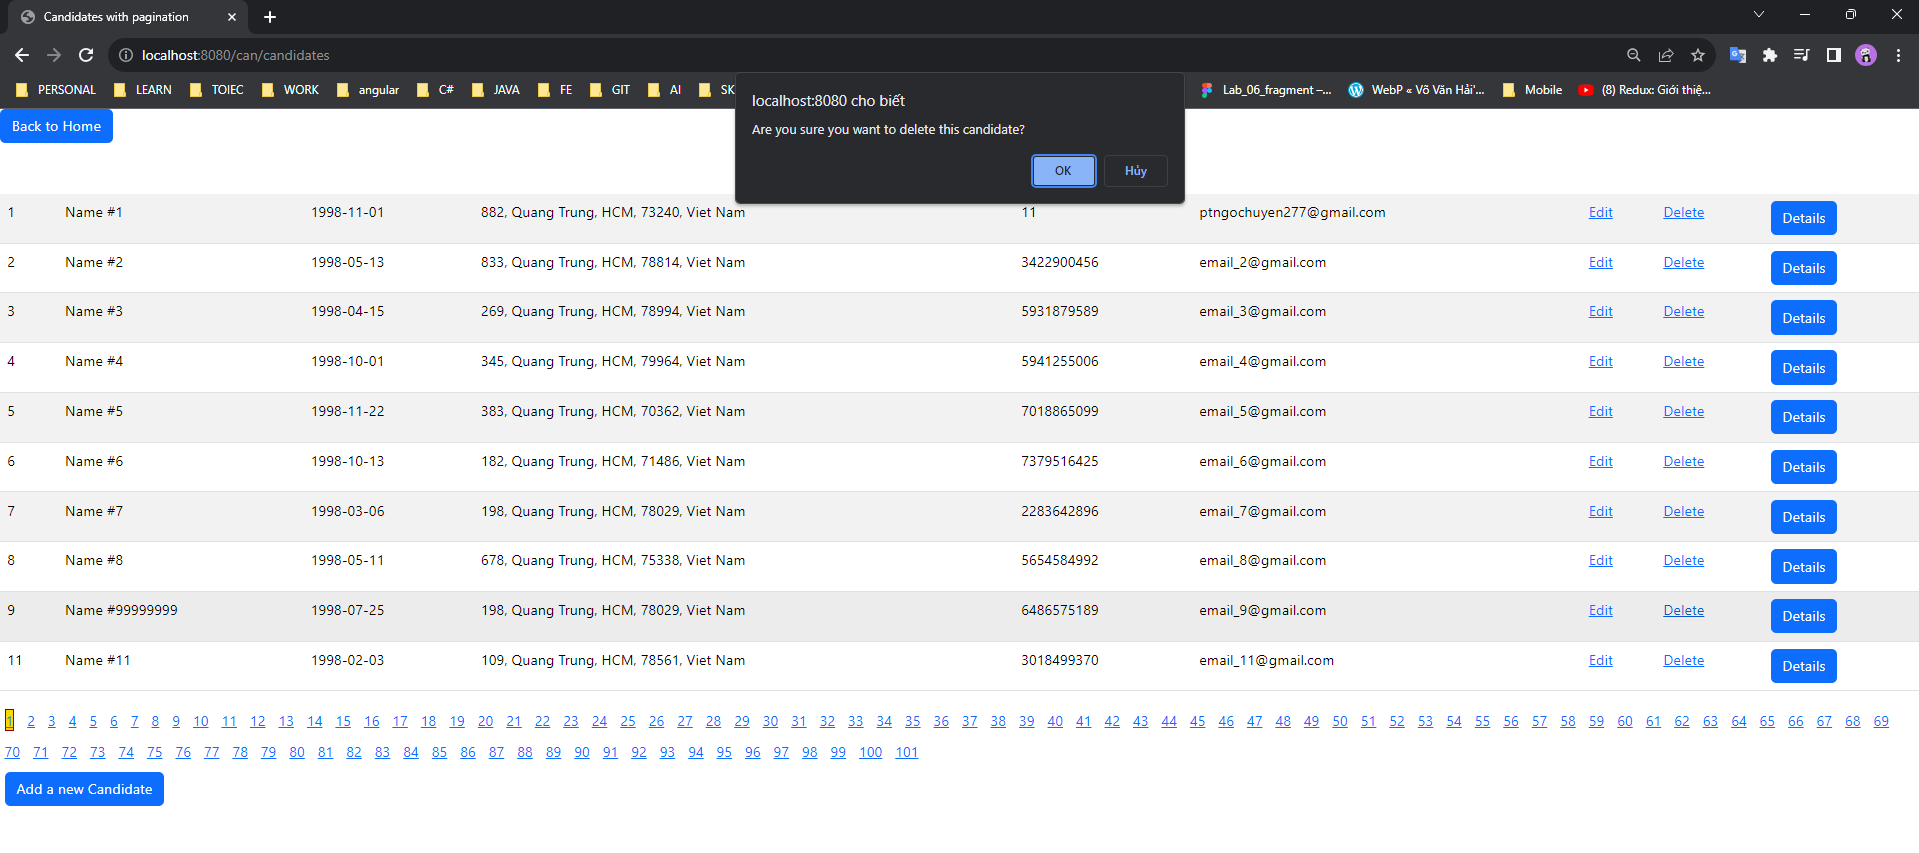 Candidates with pagination
localhost:8080/can/candidates
PERSONAL LEARN TOIEC WORK angular C# JAVA FE GIT AI SK Lab_06_fragment –... WebP « Võ Văn Hải'... Mobile (8) Redux: Giới thiệ...
localhost:8080 cho biết
Are you sure you want to delete this candidate?
OK Hủy
Back to Home
1 Name #1 1998-11-01 882, Quang Trung, HCM, 73240, Viet Nam 11 ptngochuyen277@gmail.com Edit Delete Details
2 Name #2 1998-05-13 833, Quang Trung, HCM, 78814, Viet Nam 3422900456 email_2@gmail.com Edit Delete Details
3 Name #3 1998-04-15 269, Quang Trung, HCM, 78994, Viet Nam 5931879589 email_3@gmail.com Edit Delete Details
4 Name #4 1998-10-01 345, Quang Trung, HCM, 79964, Viet Nam 5941255006 email_4@gmail.com Edit Delete Details
5 Name #5 1998-11-22 383, Quang Trung, HCM, 70362, Viet Nam 7018865099 email_5@gmail.com Edit Delete Details
6 Name #6 1998-10-13 182, Quang Trung, HCM, 71486, Viet Nam 7379516425 email_6@gmail.com Edit Delete Details
7 Name #7 1998-03-06 198, Quang Trung, HCM, 78029, Viet Nam 2283642896 email_7@gmail.com Edit Delete Details
8 Name #8 1998-05-11 678, Quang Trung, HCM, 75338, Viet Nam 5654584992 email_8@gmail.com Edit Delete Details
9 Name #99999999 1998-07-25 198, Quang Trung, HCM, 78029, Viet Nam 6486575189 email_9@gmail.com Edit Delete Details
11 Name #11 1998-02-03 109, Quang Trung, HCM, 78561, Viet Nam 3018499370 email_11@gmail.com Edit Delete Details
1 2 3 4 5 6 7 8 9 10 11 12 13 14 15 16 17 18 19 20 21 22 23 24 25 26 27 28 29 30 31 32 33 34 35 36 37 38 39 40 41 42 43 44 45 46 47 48 49 50 51 52 53 54 55 56 57 58 59 60 61 62 63 64 65 66 67 68 69
70 71 72 73 74 75 76 77 78 79 80 81 82 83 84 85 86 87 88 89 90 91 92 93 94 95 96 97 98 99 100 101
Add a new Candidate